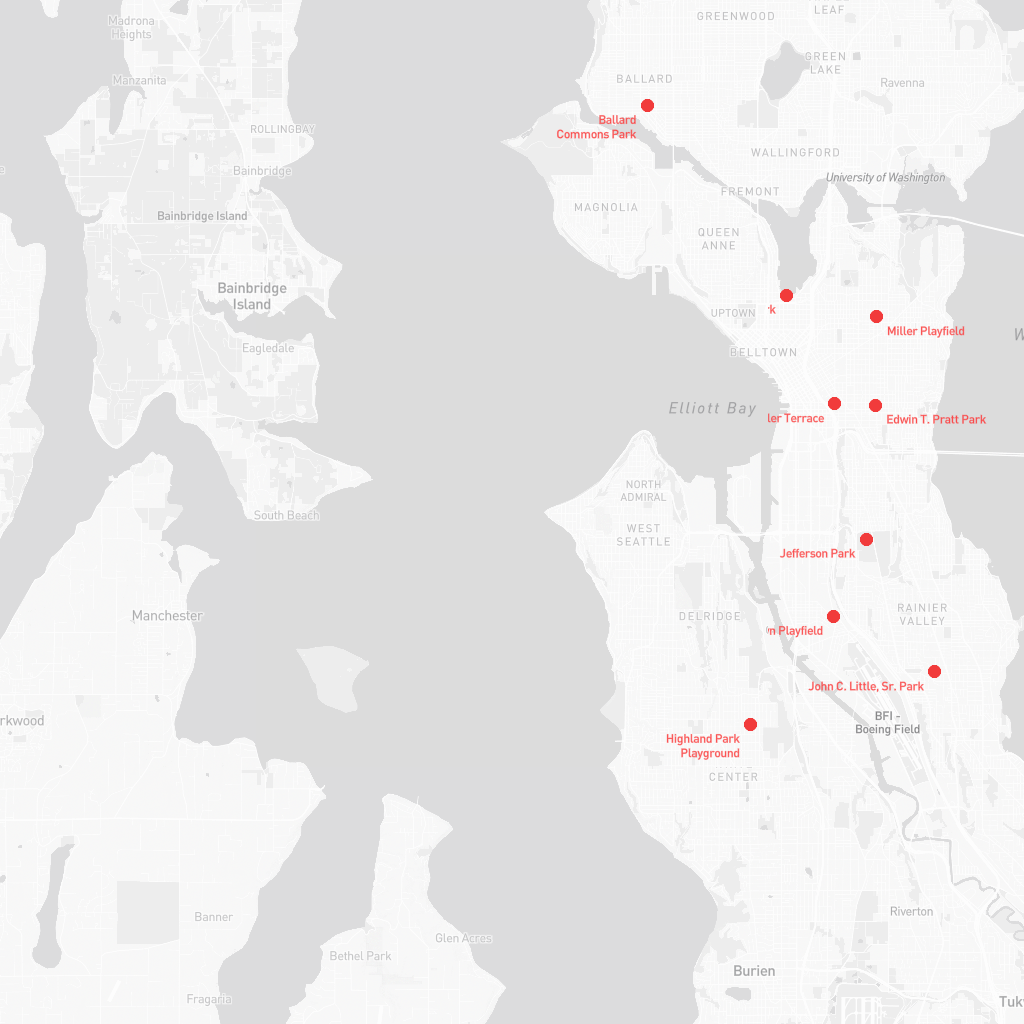 Madrona
Heights
GREENWOOD
LEAF
GREEN
LAKE
Manzanita
BALLARD
Ravenna
Ballard
Commons Park
ROLLINGBAY
WALLINGFORD
Bainbridge
University of Washington
FREMONT
Bainbridge Island
MAGNOLIA
QUEEN
ANNE
Bainbridge
Island
UPTOWN
Miller Playfield
Eagledale
BELLTOWN
Elliott Bay
ler Terrace
Edwin T. Pratt Park
NORTH
ADMIRAL
South Beach
WEST
SEATTLE
Jefferson Park
Manchester
DELRIDGE
RAINIER
VALLEY
n Playfield
John C. Little, Sr. Park
rkwood
BFI -
Boeing Field
Highland Park
Playground
CENTER
Banner
Riverton
Glen Acres
Bethel Park
Burien
Fragaria
Tukw